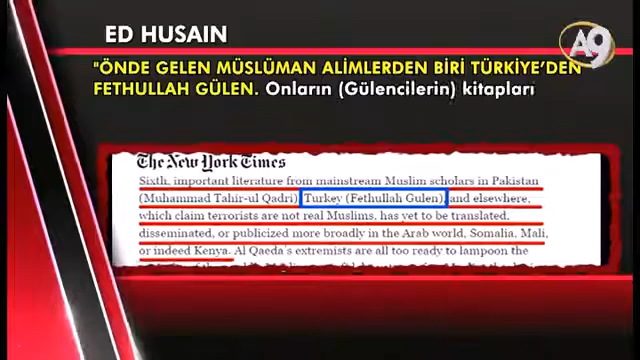 ED HUSAIN
A9
"ÖNDE GELEN MÜSLÜMAN ALİMLERDEN BİRİ TÜRKİYE'DEN
FETHULLAH GÜLEN. Onların (Gülencilerin) kitapları
The New York Times
Sixth, important literature from mainstream Muslim scholars in Pakistan
(Muhammad Tahir-ul Qadri) Turkey (Fethullah Gulen), and elsewhere,
which claim terrorists are not real Muslims, has yet to be translated,
disseminated, or publicized more broadly in the Arab world, Somalia, Mali,
or indeed Kenya. Al Qaeda's extremists are all too ready to lampoon the